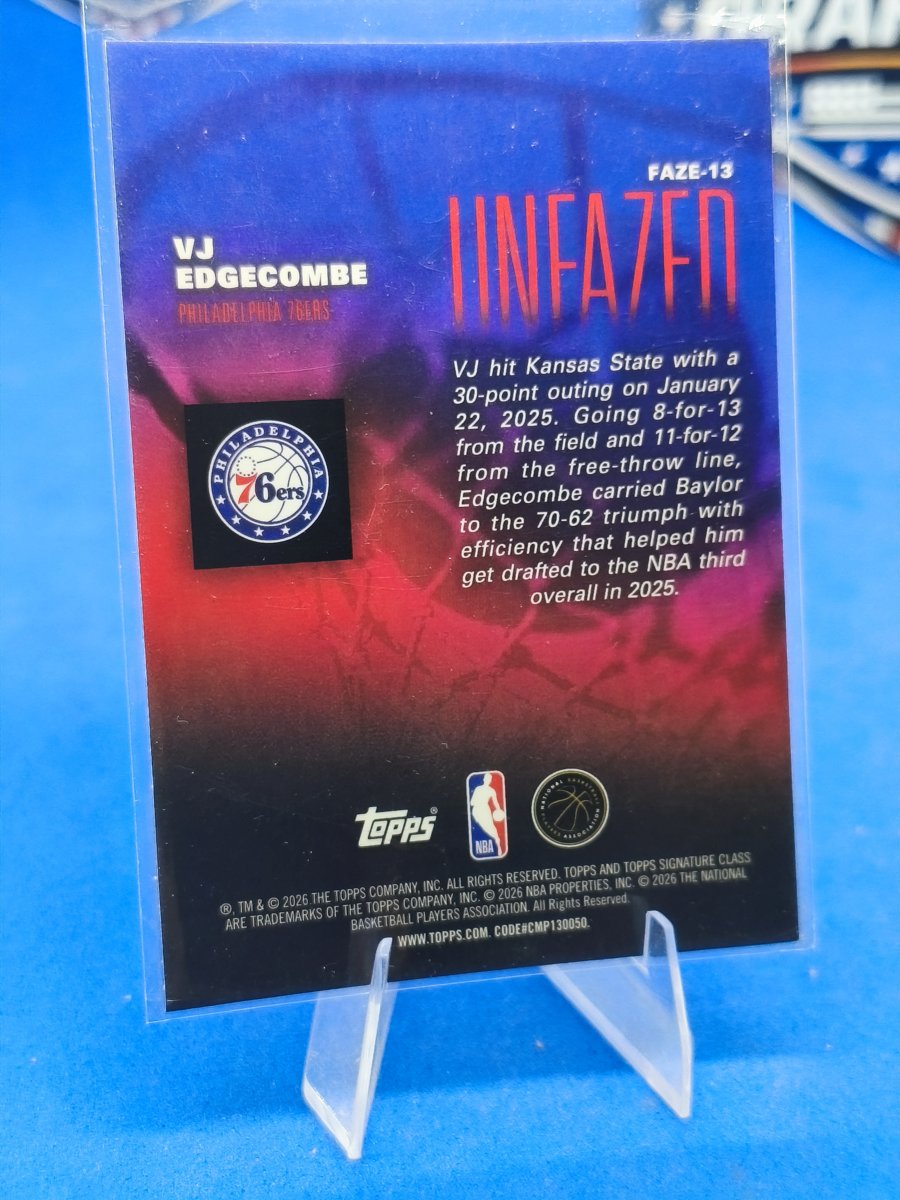 FAZE-13
UNFAZED
VJ
EDGECOMBE
PHILADELPHIA 76ERS
PHILADELPHIA
76ers
VJ hit Kansas State with a
30-point outing on January
22, 2025. Going 8-for-13
from the field and 11-for-12
from the free-throw line,
Edgecombe carried Baylor
to the 70-62 triumph with
efficiency that helped him
get drafted to the NBA third
overall in 2025.
Topps®
NBA
NATIONAL BASKETBALL
PLAYERS ASSOCIATION
®, TM & © 2026 THE TOPPS COMPANY, INC. ALL RIGHTS RESERVED. TOPPS AND TOPPS SIGNATURE CLASS
ARE TRADEMARKS OF THE TOPPS COMPANY, INC. © 2026 NBA PROPERTIES, INC. © 2026 THE NATIONAL
BASKETBALL PLAYERS ASSOCIATION. All Rights Reserved.
WWW.TOPPS.COM. CODE#CMP130050.